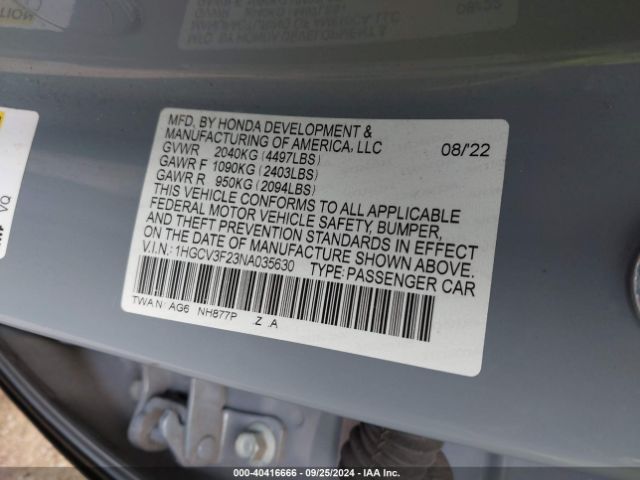 MFD. BY HONDA DEVELOPMENT &
MANUFACTURING OF AMERICA, LLC 08/'22
GVWR 2040KG (4497LBS)
GAWR F 1090KG (2403LBS)
GAWR R 950KG (2094LBS)
THIS VEHICLE CONFORMS TO ALL APPLICABLE
FEDERAL MOTOR VEHICLE SAFETY, BUMPER,
AND THEFT PREVENTION STANDARDS IN EFFECT
ON THE DATE OF MANUFACTURE SHOWN ABOVE.
V.I.N.: 1HGCV3F23NA035630 TYPE: PASSENGER CAR
TWA N AG6 NH877P Z A
VQ
000-40416666 - 09/25/2024 - IAA Inc.